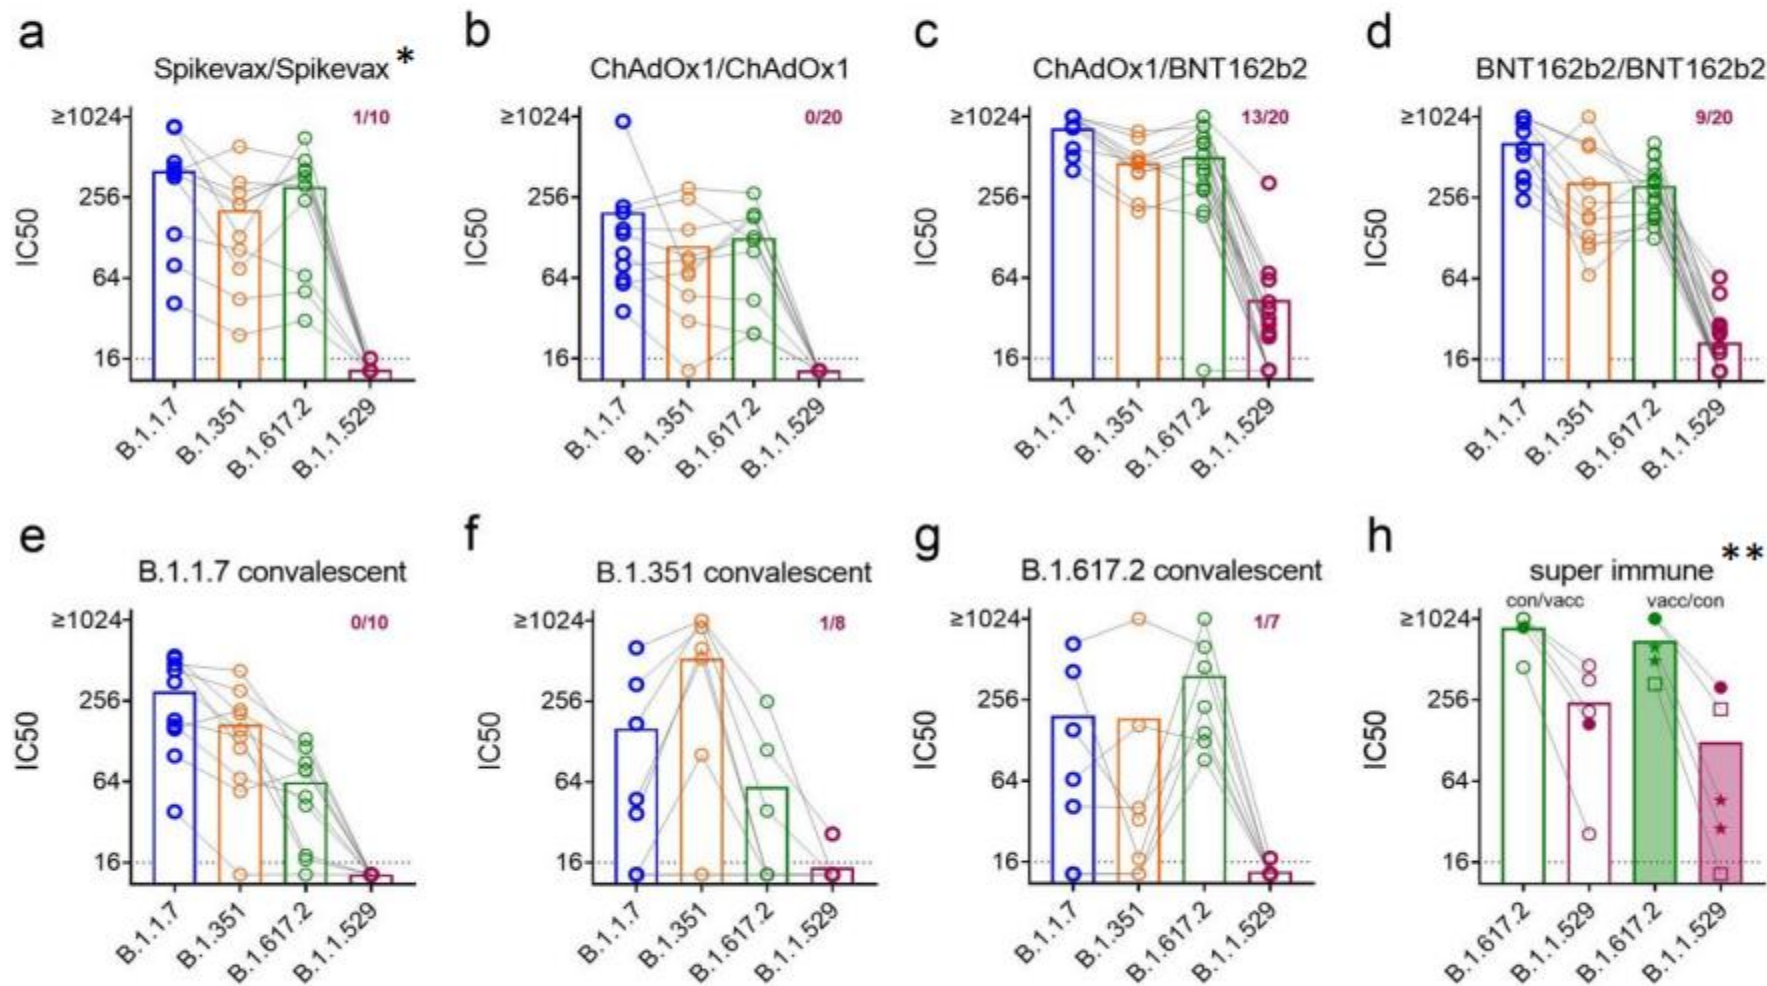 a
Spikevax/Spikevax *
≥1024
256
64
16
IC50
1/10
B.1.1.7
B.1.351
B.1.617.2
B.1.1.529
b
ChAdOx1/ChAdOx1
≥1024
256
64
16
IC50
0/20
B.1.1.7
B.1.351
B.1.617.2
B.1.1.529
c
ChAdOx1/BNT162b2
≥1024
256
64
16
IC50
13/20
B.1.1.7
B.1.351
B.1.617.2
B.1.1.529
d
BNT162b2/BNT162b2
≥1024
256
64
16
IC50
9/20
B.1.1.7
B.1.351
B.1.617.2
B.1.1.529
e
B.1.1.7 convalescent
≥1024
256
64
16
IC50
0/10
B.1.1.7
B.1.351
B.1.617.2
B.1.1.529
f
B.1.351 convalescent
≥1024
256
64
16
IC50
1/8
B.1.1.7
B.1.351
B.1.617.2
B.1.1.529
g
B.1.617.2 convalescent
≥1024
256
64
16
IC50
1/7
B.1.1.7
B.1.351
B.1.617.2
B.1.1.529
h
super immune **
con/vacc vacc/con
≥1024
256
64
16
IC50
B.1.617.2
B.1.1.529
B.1.617.2
B.1.1.529